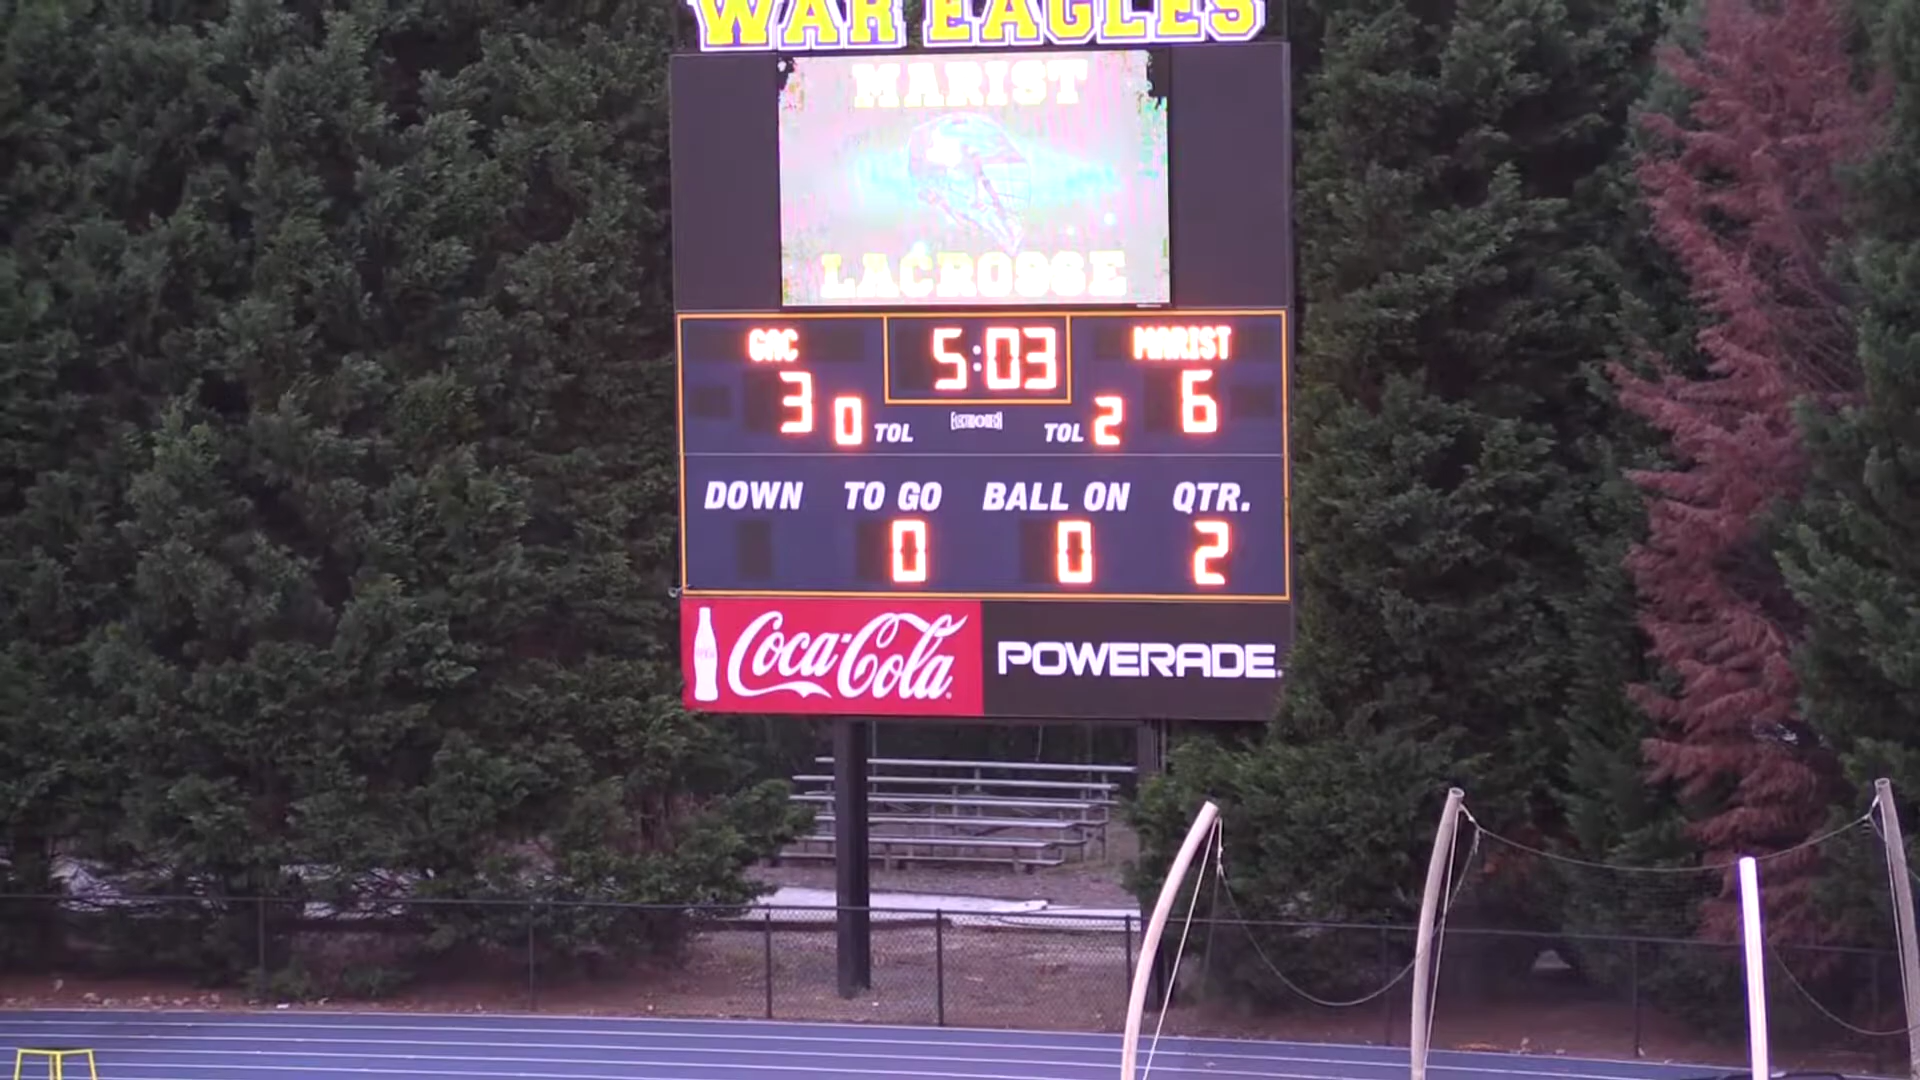 WAR EAGLES
MARIST
LACROSSE
GAC 5:03 MARIST
3 0 TOL TOL 2 6
DOWN TO GO BALL ON QTR.
0 0 2
Coca-Cola POWERADE